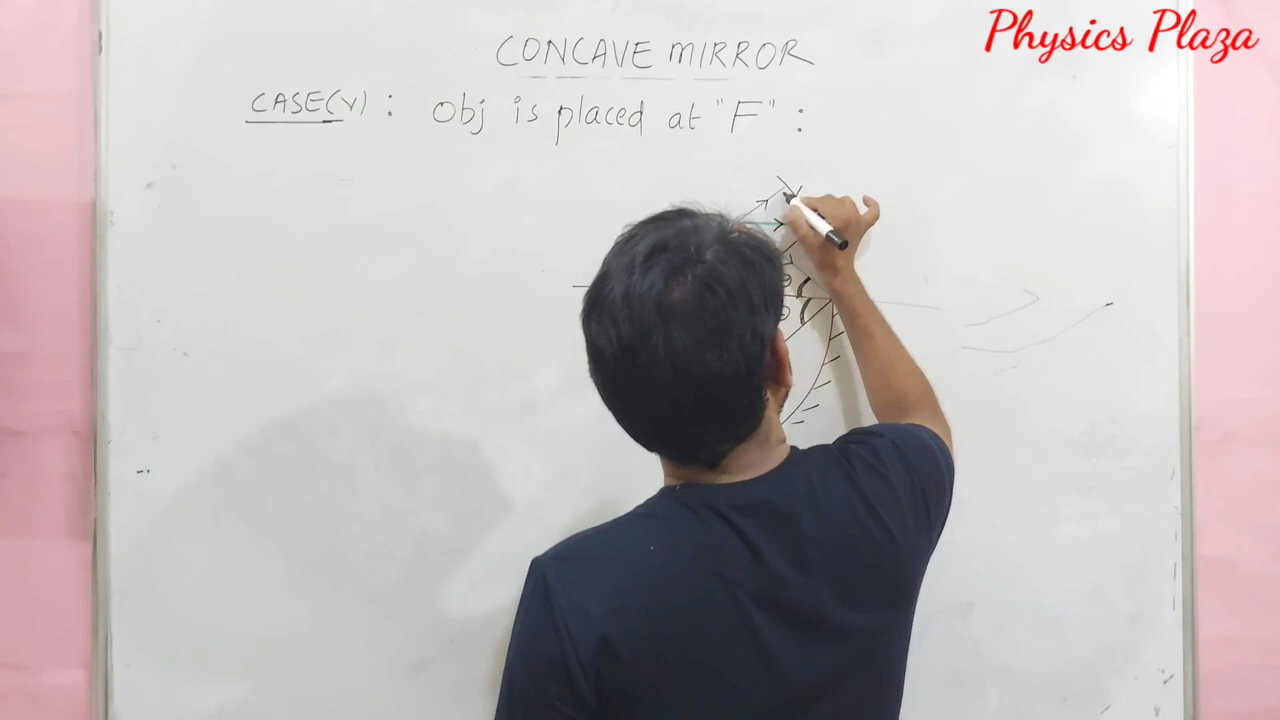 Physics Plaza
CONCAVE MIRROR
CASE(v) : Obj is placed at "F" :